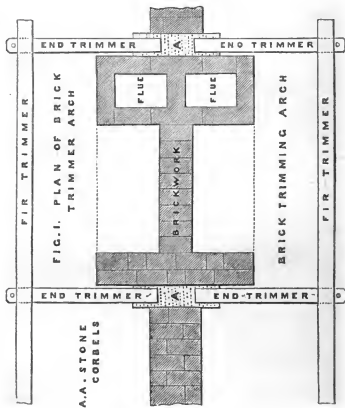 END TRIMMER
A
END TRIMMER
FIR TRIMMER
FIG. 1. PLAN OF BRICK
TRIMMER ARCH
FLUE
FLUE
BRICKWORK
BRICK TRIMMING ARCH
FIR TRIMMER
END TRIMMER
A
END-TRIMMER
A.A. STONE
CORBELS